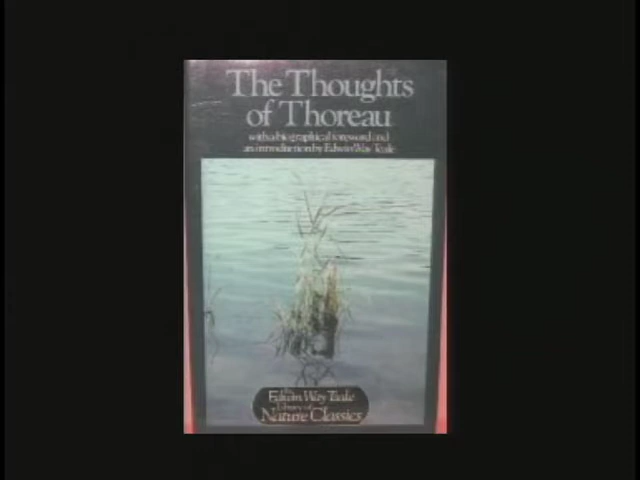 The Thoughts
of Thoreau
with a biographical foreword and
an introduction by Edwin Way Teale
Edwin Way Teale
Library of
Nature Classics